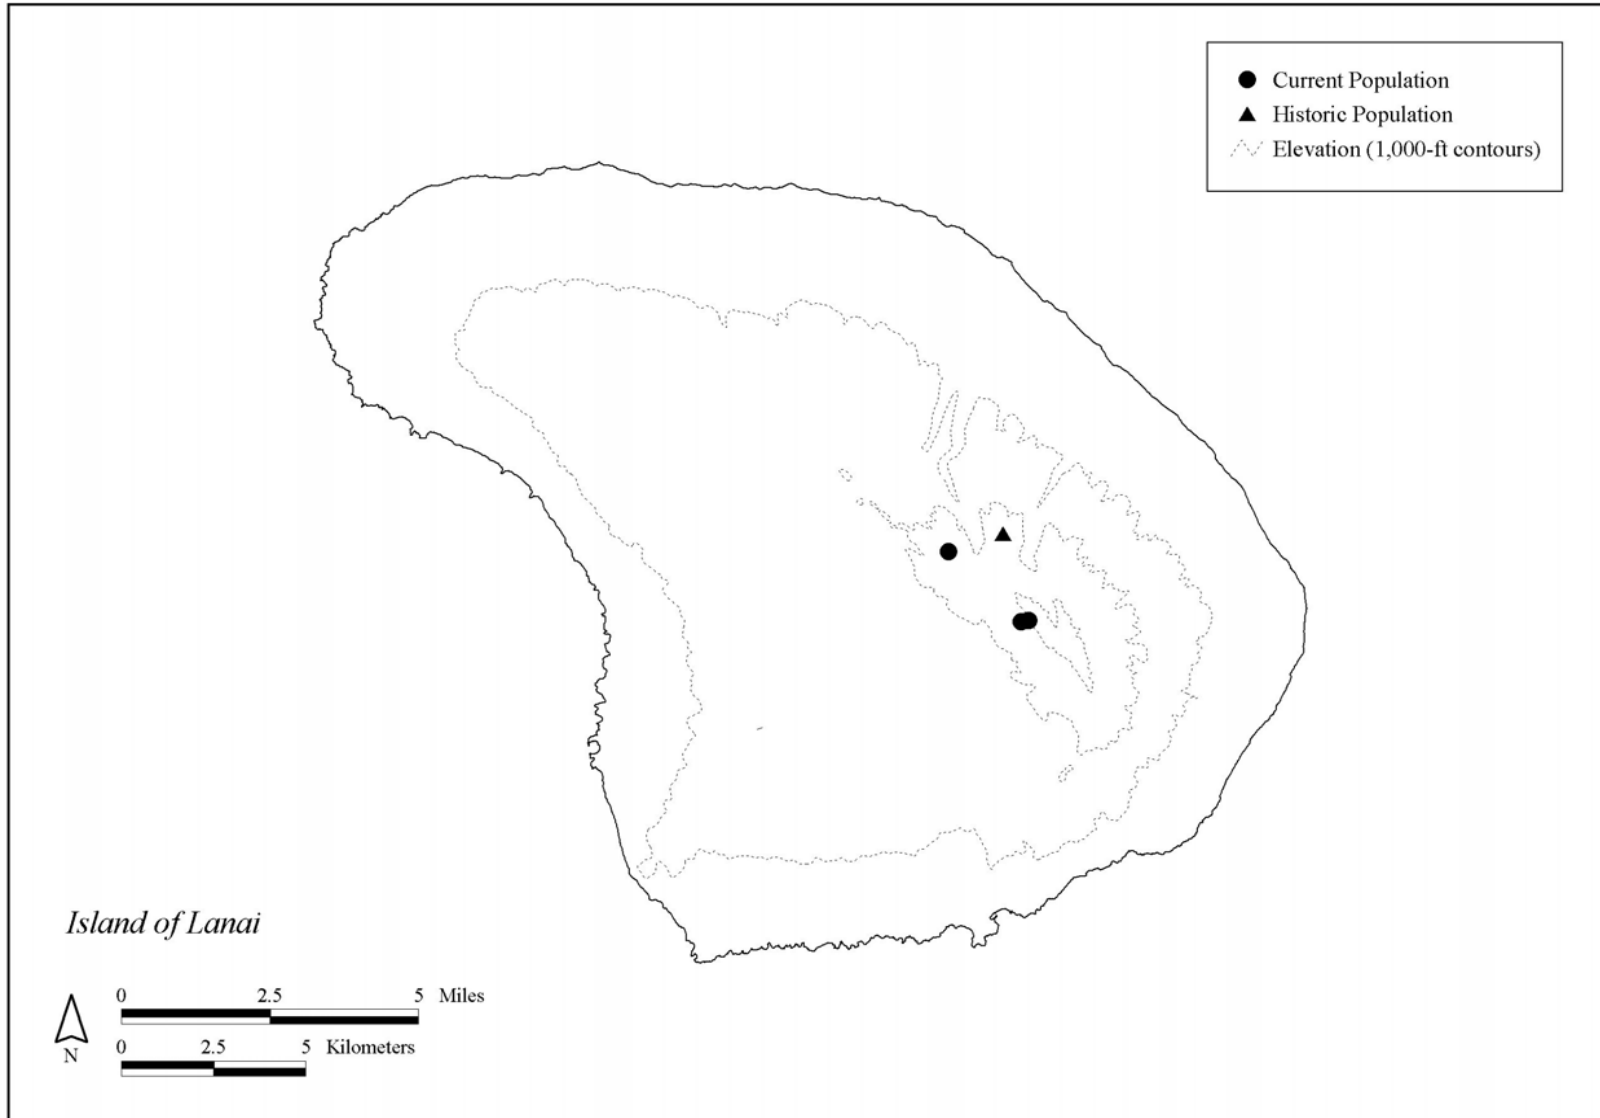 Current Population
Historic Population
Elevation (1,000-ft contours)
Island of Lanai
0 2.5 5 Miles
0 2.5 5 Kilometers
N